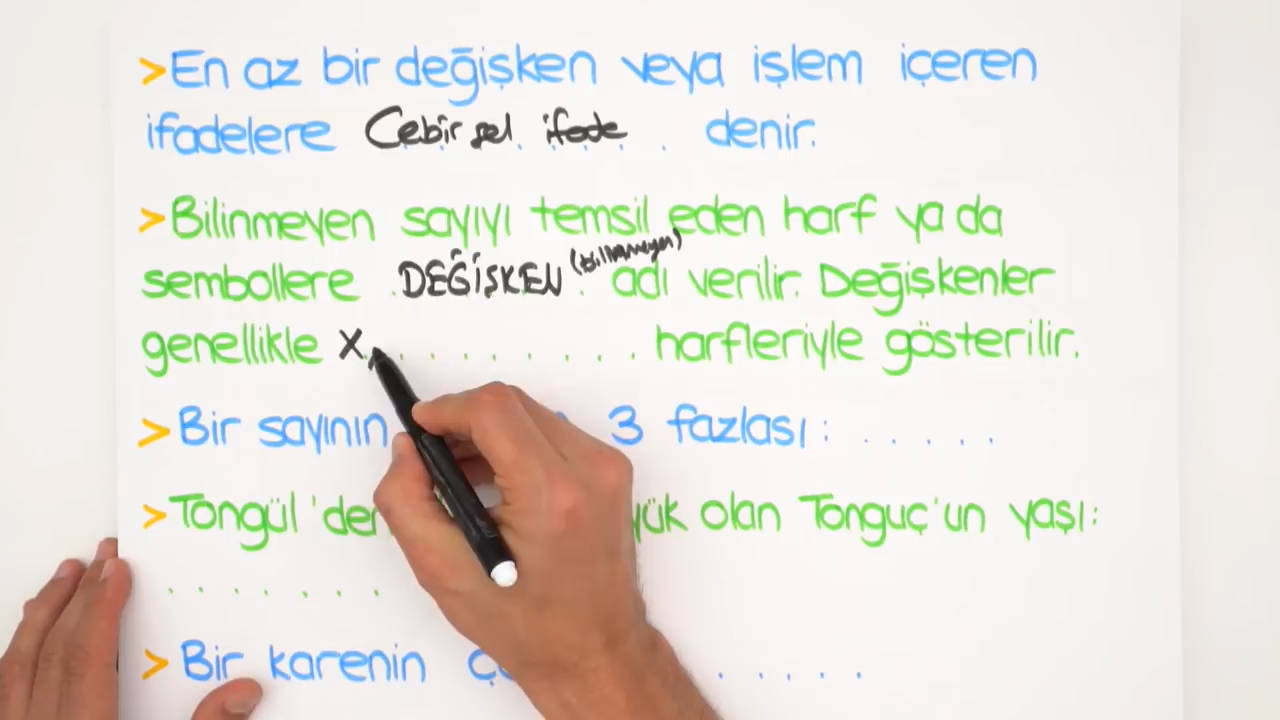 > En az bir değişken veya işlem içeren
ifadelere Cebirsel ifade . denir.
> Bilinmeyen sayıyı temsil eden harf ya da
sembollere DEĞİŞKEN (bilinmeyen) adı verilir. Değişkenler
genellikle x . . . . . . . . harfleriyle gösterilir.
> Bir sayının 3 fazlası : . . . . .
> Tongül'den olan Tonguç'un yaşı:
. . . . . . .
> Bir karenin . . . .